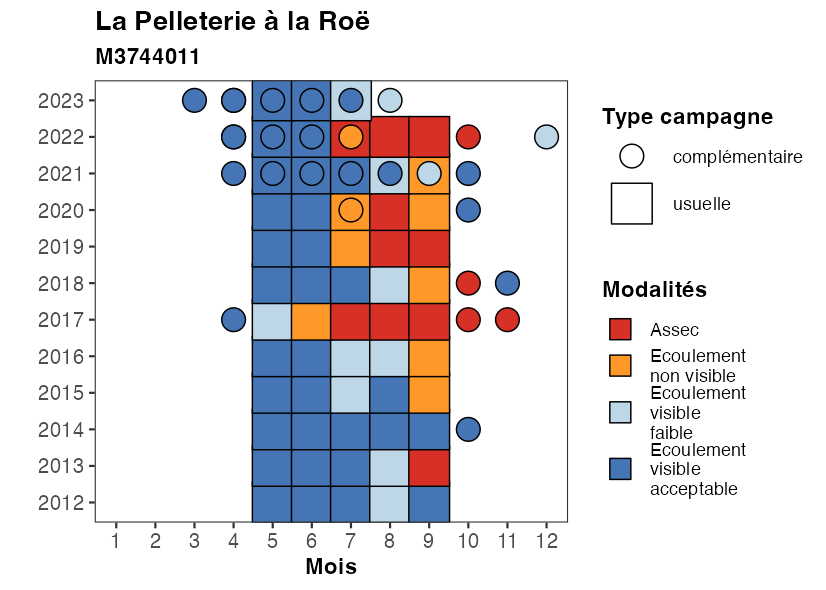 La Pelleterie à la Roë
M3744011
2023
2022
2021
2020
2019
2018
2017
2016
2015
2014
2013
2012
1 2 3 4 5 6 7 8 9 10 11 12
Mois
Type campagne
complémentaire
usuelle
Modalités
Assec
Ecoulement
non visible
Ecoulement
visible
faible
Ecoulement
visible
acceptable